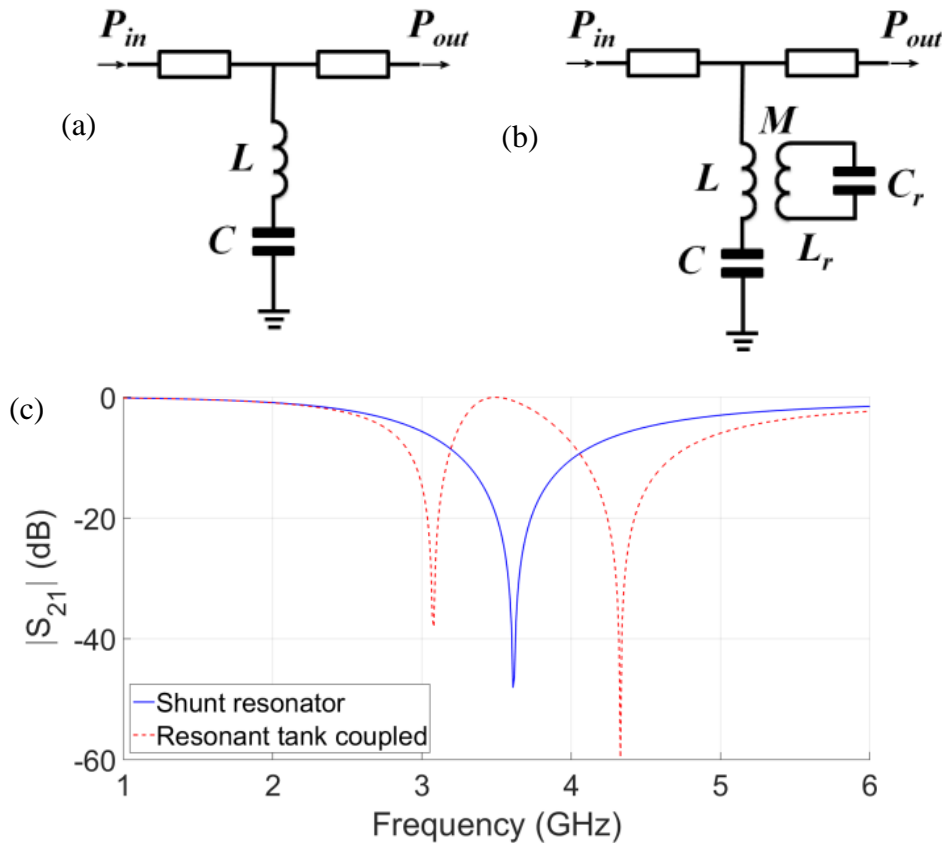 P_in P_out
(a)
L
C
P_in P_out
(b)
M
L
C_r
C
L_r
(c)
|S_21| (dB)
0
-20
-40
-60
Shunt resonator
Resonant tank coupled
1 2 3 4 5 6
Frequency (GHz)